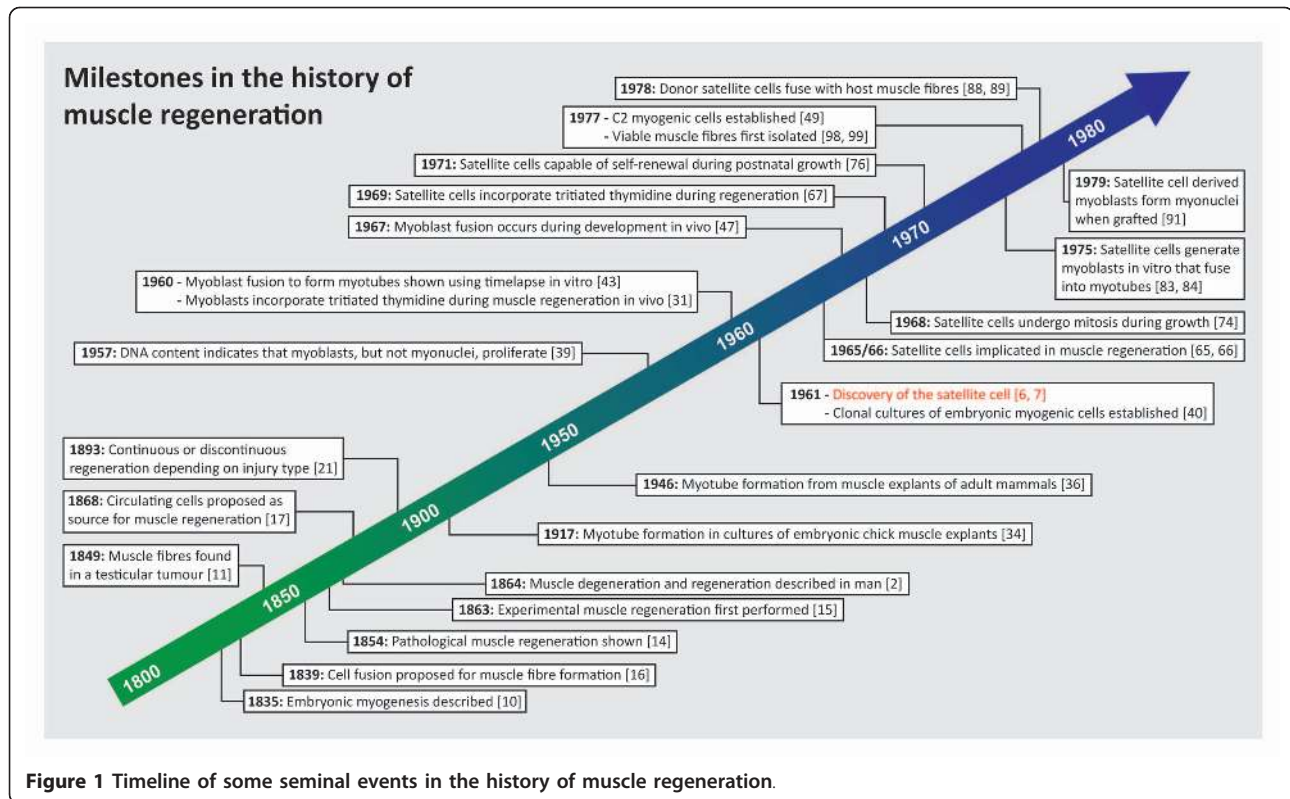 Milestones in the history of
muscle regeneration
1978: Donor satellite cells fuse with host muscle fibres [88, 89]
1977 - C2 myogenic cells established [49]
- Viable muscle fibres first isolated [98, 99]
1971: Satellite cells capable of self-renewal during postnatal growth [76]
1969: Satellite cells incorporate tritiated thymidine during regeneration [67]
1967: Myoblast fusion occurs during development in vivo [47]
1960 - Myoblast fusion to form myotubes shown using timelapse in vitro [43]
- Myoblasts incorporate tritiated thymidine during muscle regeneration in vivo [31]
1957: DNA content indicates that myoblasts, but not myonuclei, proliferate [39]
1893: Continuous or discontinuous
regeneration depending on injury type [21]
1868: Circulating cells proposed as
source for muscle regeneration [17]
1849: Muscle fibres found
in a testicular tumour [11]
1800
1850
1900
1950
1960
1970
1980
1979: Satellite cell derived
myoblasts form myonuclei
when grafted [91]
1975: Satellite cells generate
myoblasts in vitro that fuse
into myotubes [83, 84]
1968: Satellite cells undergo mitosis during growth [74]
1965/66: Satellite cells implicated in muscle regeneration [65, 66]
1961 - Discovery of the satellite cell [6, 7]
- Clonal cultures of embryonic myogenic cells established [40]
1946: Myotube formation from muscle explants of adult mammals [36]
1917: Myotube formation in cultures of embryonic chick muscle explants [34]
1864: Muscle degeneration and regeneration described in man [2]
1863: Experimental muscle regeneration first performed [15]
1854: Pathological muscle regeneration shown [14]
1839: Cell fusion proposed for muscle fibre formation [16]
1835: Embryonic myogenesis described [10]
Figure 1 Timeline of some seminal events in the history of muscle regeneration.